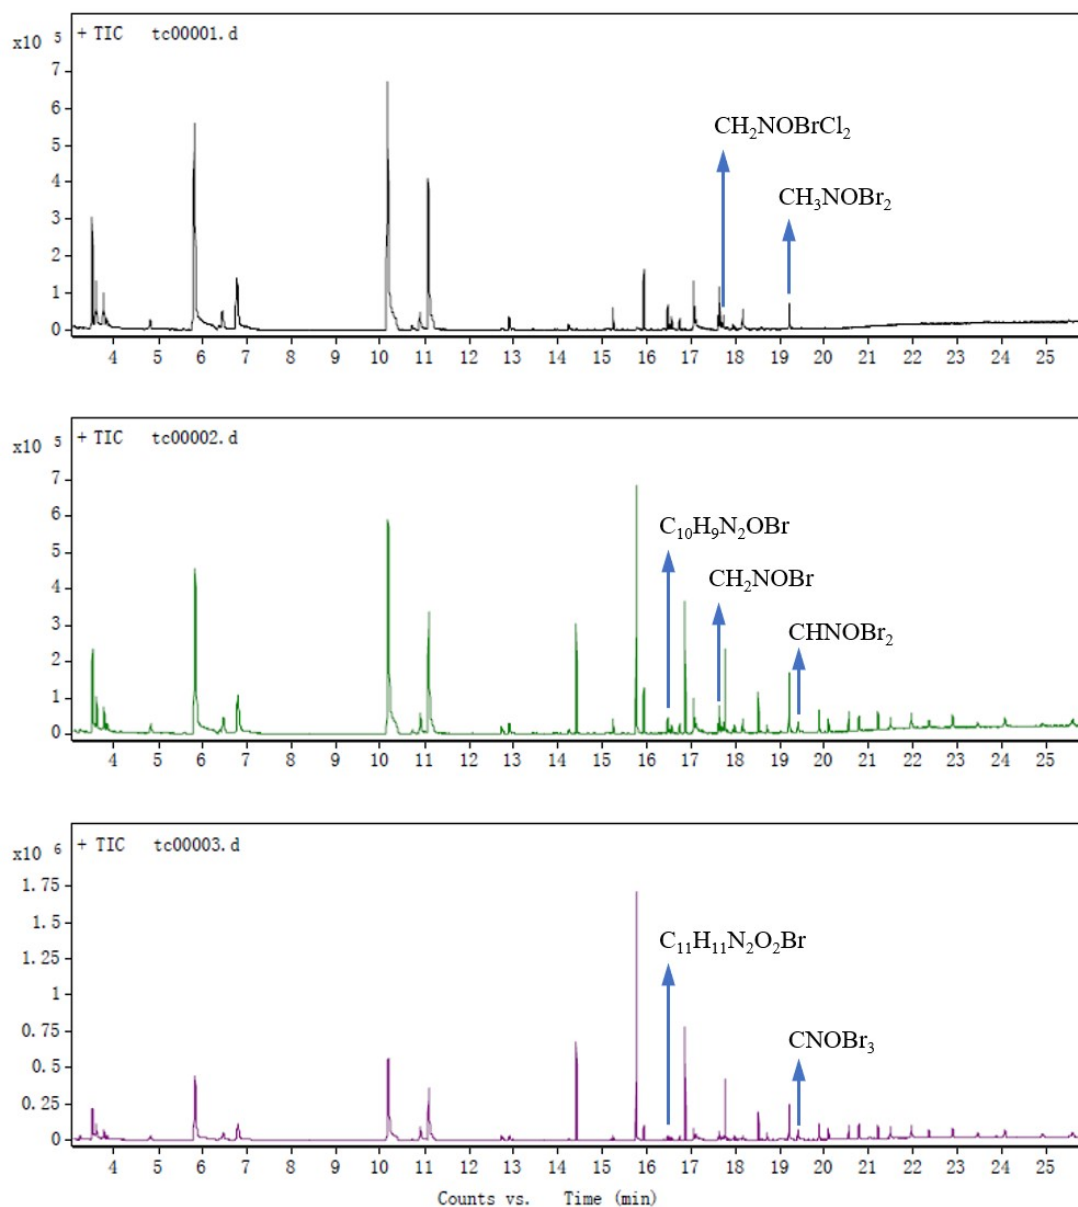 + TIC tc00001.d
x10 5
7
6
5
4
3
2
1
0
CH₂NOBrCl₂
CH₃NOBr₂
4 5 6 7 8 9 10 11 12 13 14 15 16 17 18 19 20 21 22 23 24 25
+ TIC tc00002.d
x10 5
7
6
5
4
3
2
1
0
C₁₀H₉N₂OBr
CH₂NOBr
CHNOBr₂
4 5 6 7 8 9 10 11 12 13 14 15 16 17 18 19 20 21 22 23 24 25
+ TIC tc00003.d
x10 6
1.75
1.5
1.25
1
0.75
0.5
0.25
0
C₁₁H₁₁N₂O₂Br
CNOBr₃
4 5 6 7 8 9 10 11 12 13 14 15 16 17 18 19 20 21 22 23 24 25
Counts vs. Time (min)